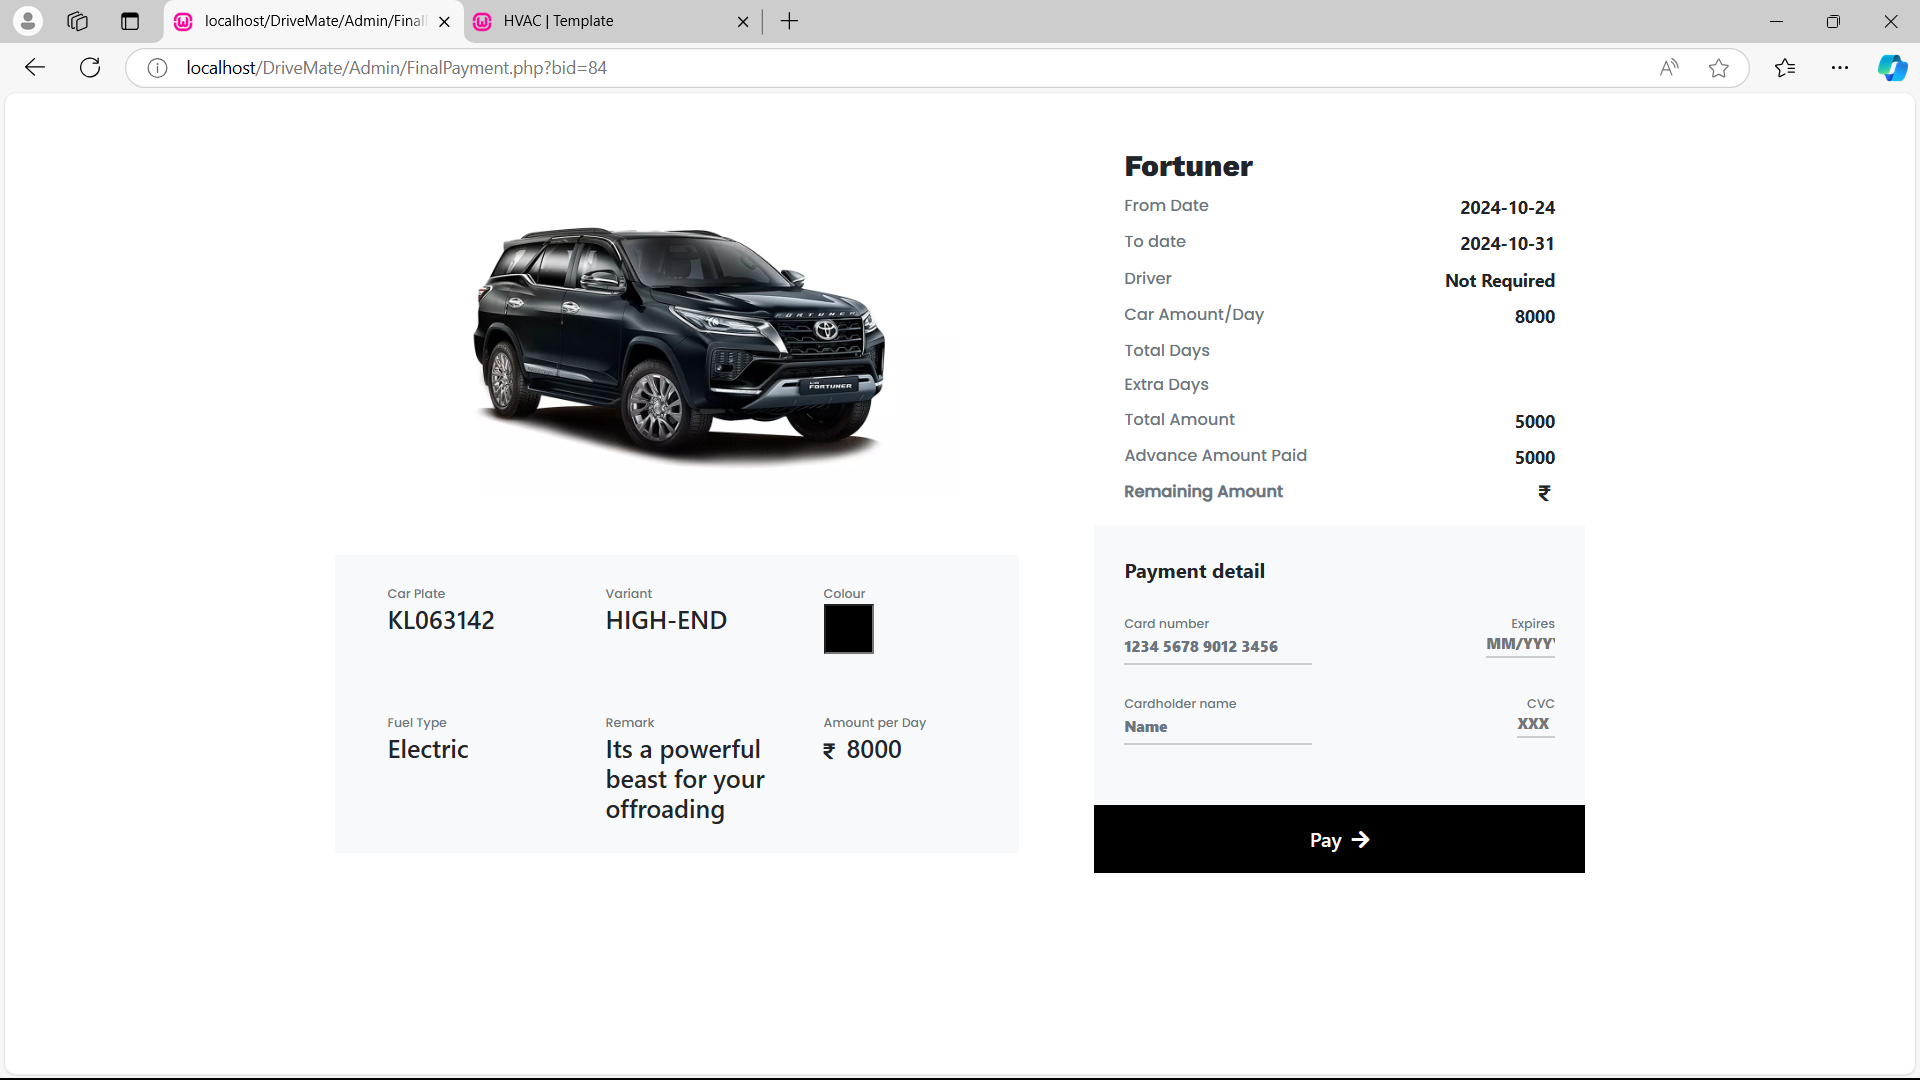 localhost/DriveMate/Admin/Final
HVAC | Template
localhost/DriveMate/Admin/FinalPayment.php?bid=84
Fortuner
From Date 2024-10-24
To date 2024-10-31
Driver Not Required
Car Amount/Day 8000
Total Days
Extra Days
Total Amount 5000
Advance Amount Paid 5000
Remaining Amount ₹
FORTUNER
FORTUNER
Car Plate Variant Colour
KL063142 HIGH-END
Fuel Type Remark Amount per Day
Electric Its a powerful ₹ 8000
beast for your
offroading
Payment detail
Card number Expires
1234 5678 9012 3456 MM/YYY
Cardholder name CVC
Name XXX
Pay →